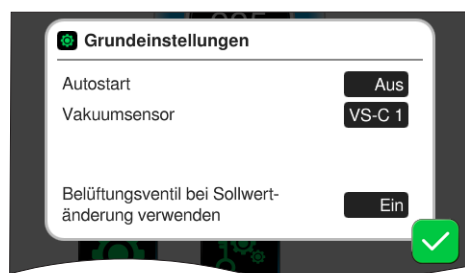 Grundeinstellungen
Autostart Aus
Vakuumsensor VS-C 1
Belüftungsventil bei Sollwert-
änderung verwenden Ein